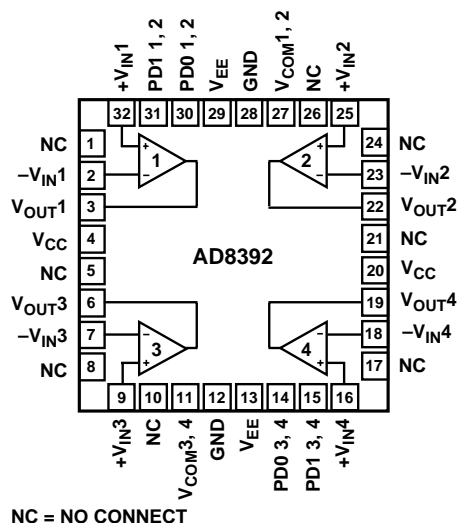 +VIN1
PD1 1, 2
PD0 1, 2
VEE
GND
VCOM1, 2
NC
+VIN2
32 31 30 29 28 27 26 25
NC 1
–VIN1 2
VOUT1 3
VCC 4
NC 5
VOUT3 6
–VIN3 7
NC 8
+ – 1
+ – 2
AD8392
– + 3
– + 4
24 NC
23 –VIN2
22 VOUT2
21 NC
20 VCC
19 VOUT4
18 –VIN4
17 NC
9 10 11 12 13 14 15 16
+VIN3
NC
VCOM3, 4
GND
VEE
PD0 3, 4
PD1 3, 4
+VIN4
NC = NO CONNECT